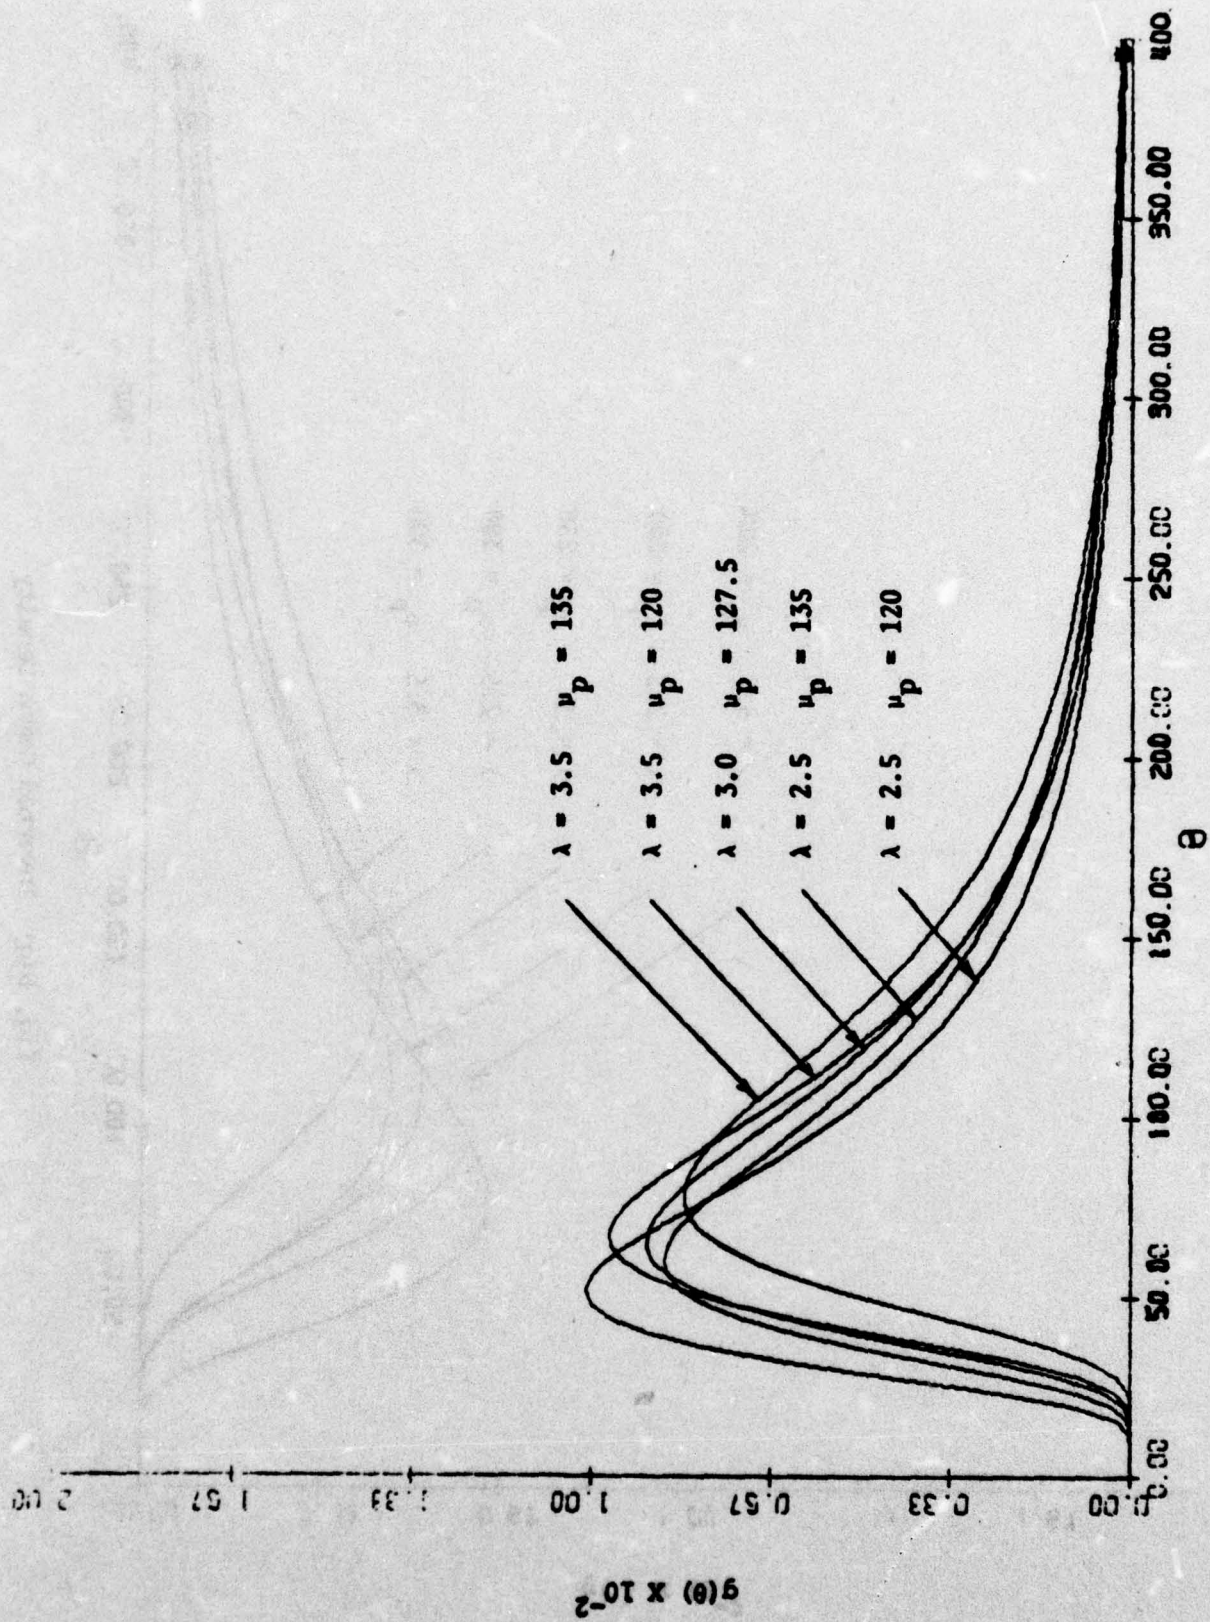 g(θ) X 10⁻²
2.00
1.57
1.33
1.00
0.57
0.33
0.00
λ = 3.5 μp = 135
λ = 3.5 μp = 120
λ = 3.0 μp = 127.5
λ = 2.5 μp = 135
λ = 2.5 μp = 120
0.00 50.00 100.00 150.00 200.00 250.00 300.00 350.00 400
θ